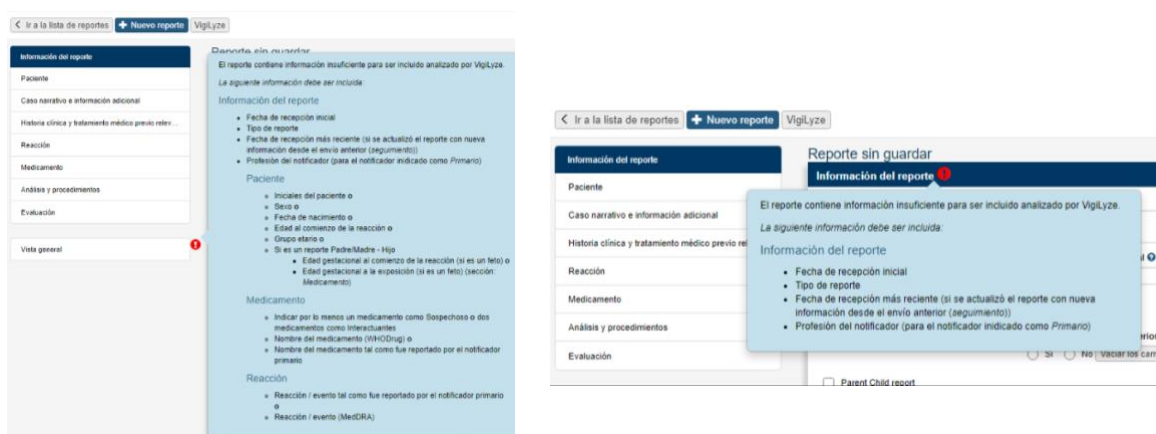 Ir a la lista de reportes
Nuevo reporte
VigiLyze
Información del reporte
Paciente
Caso narrativo e información adicional
Historia clínica y tratamiento médico previo relev...
Reacción
Medicamento
Análisis y procedimientos
Evaluación
Vista general
Reporte sin guardar
El reporte contiene información insuficiente para ser incluido analizado por VigiLyze.
La siguiente información debe ser incluida:
Información del reporte
Fecha de recepción inicial
Tipo de reporte
Fecha de recepción más reciente (si se actualizó el reporte con nueva
información desde el envío anterior (seguimiento))
Profesión del notificador (para el notificador inidicado como Primario)
Paciente
Iniciales del paciente o
Sexo o
Fecha de nacimiento o
Edad al comienzo de la reacción o
Grupo etario o
Si es un reporte Padre/Madre - Hijo
Edad gestacional al comienzo de la reacción (si es un feto) o
Edad gestacional a la exposición (si es un feto) (sección:
Medicamento)
Medicamento
Indicar por lo menos un medicamento como Sospechoso o dos
medicamentos como Interactuantes
Nombre del medicamento (WHODrug) o
Nombre del medicamento tal como fue reportado por el notificador
primario
Reacción
Reacción / evento tal como fue reportado por el notificador primario
o
Reacción / evento (MedDRA)
Ir a la lista de reportes
Nuevo reporte
VigiLyze
Información del reporte
Paciente
Caso narrativo e información adicional
Historia clínica y tratamiento médico previo rel
Reacción
Medicamento
Análisis y procedimientos
Evaluación
Reporte sin guardar
Información del reporte
El reporte contiene información insuficiente para ser incluido analizado por VigiLyze.
La siguiente información debe ser incluida:
Información del reporte
Fecha de recepción inicial
Tipo de reporte
Fecha de recepción más reciente (si se actualizó el reporte con nueva
información desde el envío anterior (seguimiento))
Profesión del notificador (para el notificador inidicado como Primario)
Si No Vaciar los
Parent Child report